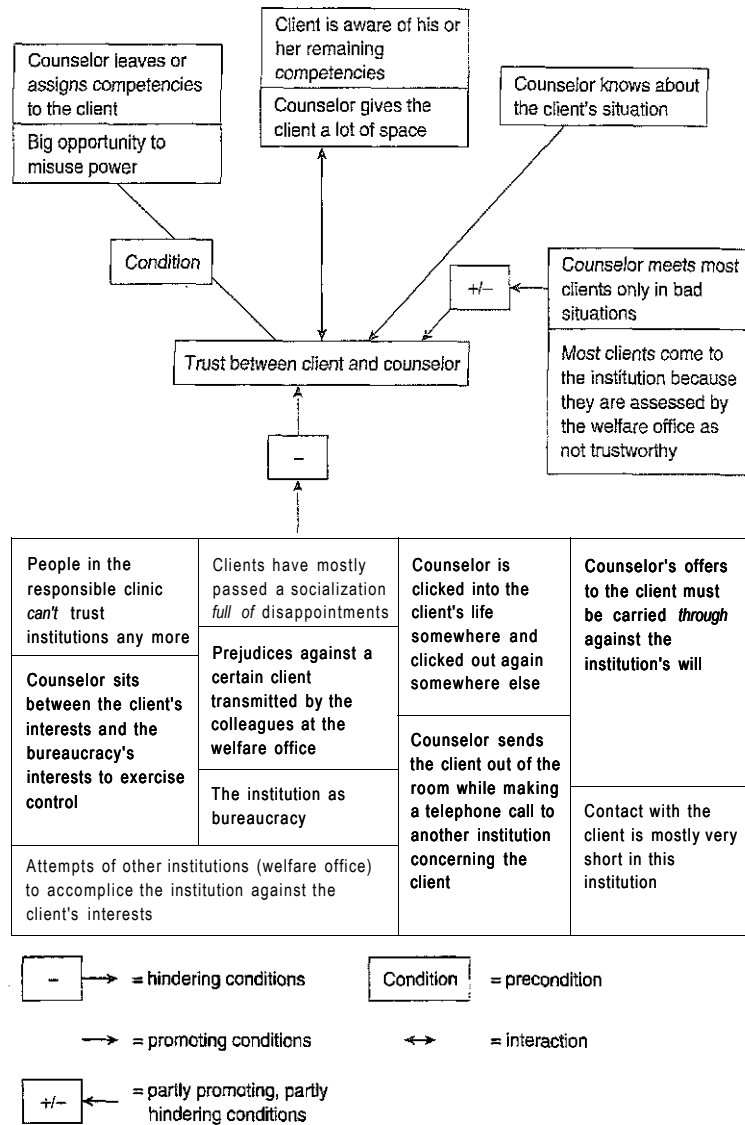 Counselor leaves or
assigns competencies
to the client
Big opportunity to
misuse power
Client is aware of his or
her remaining
competencies
Counselor gives the
client a lot of space
Counselor knows about
the client's situation
Condition
+/–
Counselor meets most
clients only in bad
situations
Most clients come to
the institution because
they are assessed by
the welfare office as
not trustworthy
Trust between client and counselor
–
People in the
responsible clinic
can't trust
institutions any more
Counselor sits
between the client's
interests and the
bureaucracy's
interests to exercise
control
Clients have mostly
passed a socialization
full of disappointments
Prejudices against a
certain client
transmitted by the
colleagues at the
welfare office
The institution as
bureaucracy
Attempts of other institutions (welfare office)
to accomplice the institution against the
client's interests
Counselor is
clicked into the
client's life
somewhere and
clicked out again
somewhere else
Counselor sends
the client out of the
room while making
a telephone call to
another institution
concerning the
client
Counselor's offers
to the client must
be carried through
against the
institution's will
Contact with the
client is mostly very
short in this
institution
– = hindering conditions
Condition = precondition
= promoting conditions
= interaction
+/– = partly promoting, partly
hindering conditions